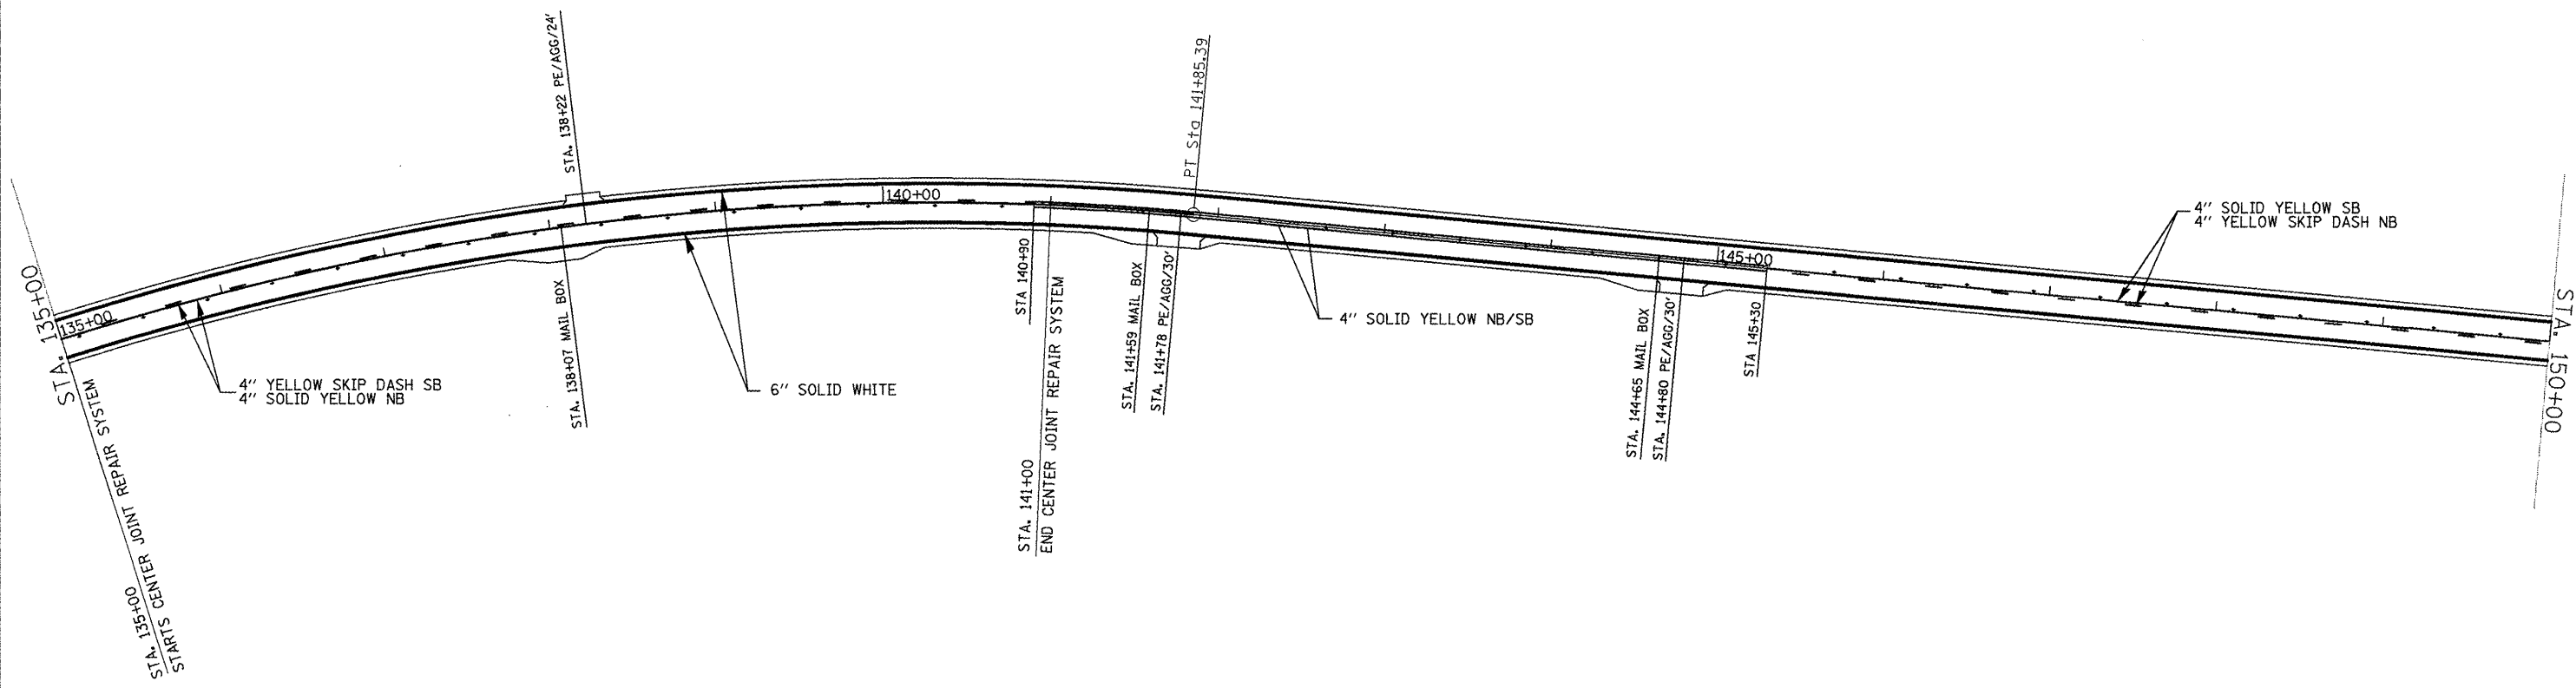 STA. 135+00
135+00
STA. 135+00
STARTS CENTER JOINT REPAIR SYSTEM
4" YELLOW SKIP DASH SB
4" SOLID YELLOW NB
STA. 138+22 PE/AGG/24'
STA. 138+07 MAIL BOX
6" SOLID WHITE
140+00
STA 140+90
STA. 141+00
END CENTER JOINT REPAIR SYSTEM
STA. 141+59 MAIL BOX
STA. 141+78 PE/AGG/30'
PT Sta 141+85.39
4" SOLID YELLOW NB/SB
STA. 144+65 MAIL BOX
STA. 144+80 PE/AGG/30'
145+00
STA 145+30
4" SOLID YELLOW SB
4" YELLOW SKIP DASH NB
STA. 150+00